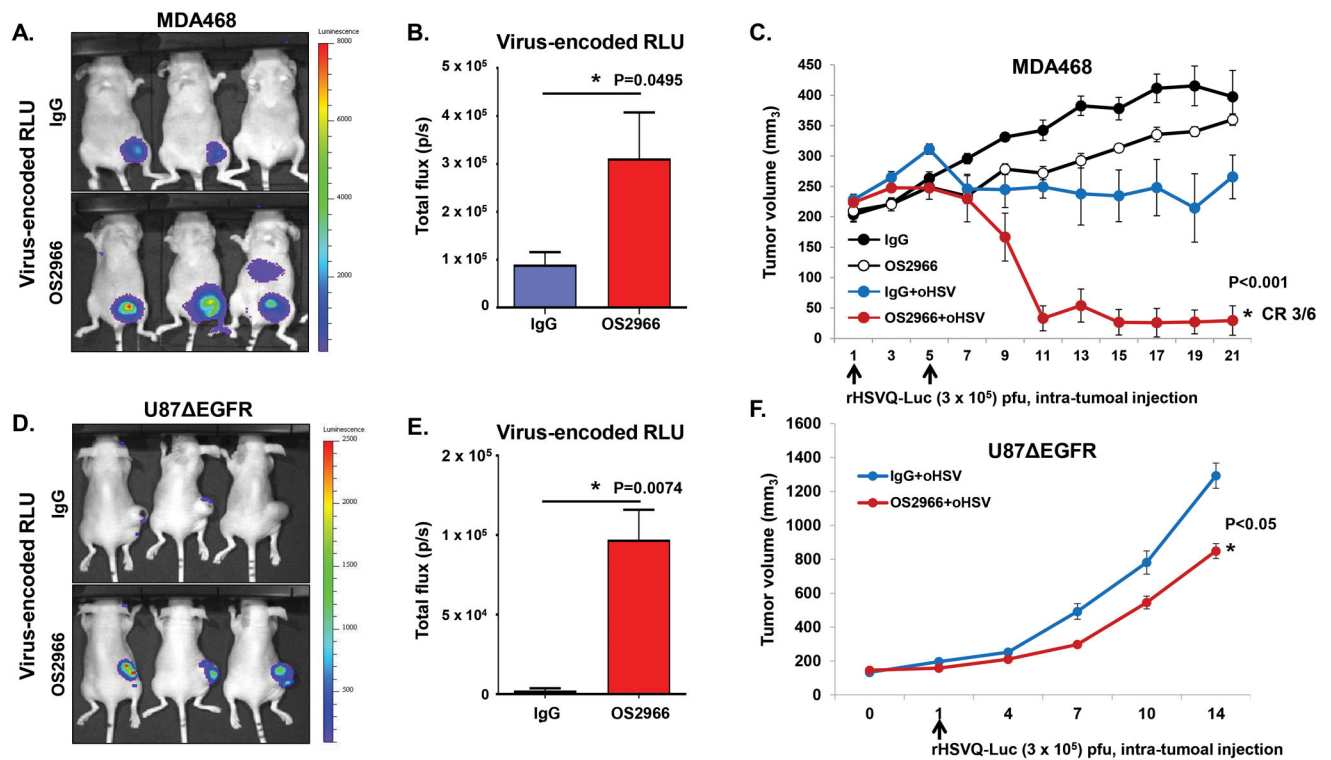 A.
MDA468
Luminescence
8000
6000
4000
2000
Virus-encoded RLU
IgG
OS2966
B.
Virus-encoded RLU
* P=0.0495
Total flux (p/s)
5 x 10⁵
4 x 10⁵
3 x 10⁵
2 x 10⁵
1 x 10⁵
0
IgG OS2966
C.
MDA468
Tumor volume (mm₃)
450
400
350
300
250
200
150
100
50
0
IgG
OS2966
IgG+oHSV
OS2966+oHSV
P<0.001
* CR 3/6
1 3 5 7 9 11 13 15 17 19 21
rHSVQ-Luc (3 x 10⁵) pfu, intra-tumoal injection
D.
U87ΔEGFR
Luminescence
2500
2000
1500
1000
500
Virus-encoded RLU
IgG
OS2966
E.
Virus-encoded RLU
* P=0.0074
Total flux (p/s)
2 x 10⁵
1 x 10⁵
5 x 10⁴
0
IgG OS2966
F.
U87ΔEGFR
Tumor volume (mm₃)
1600
1400
1200
1000
800
600
400
200
0
IgG+oHSV
OS2966+oHSV
P<0.05
*
0 1 4 7 10 14
rHSVQ-Luc (3 x 10⁵) pfu, intra-tumoal injection